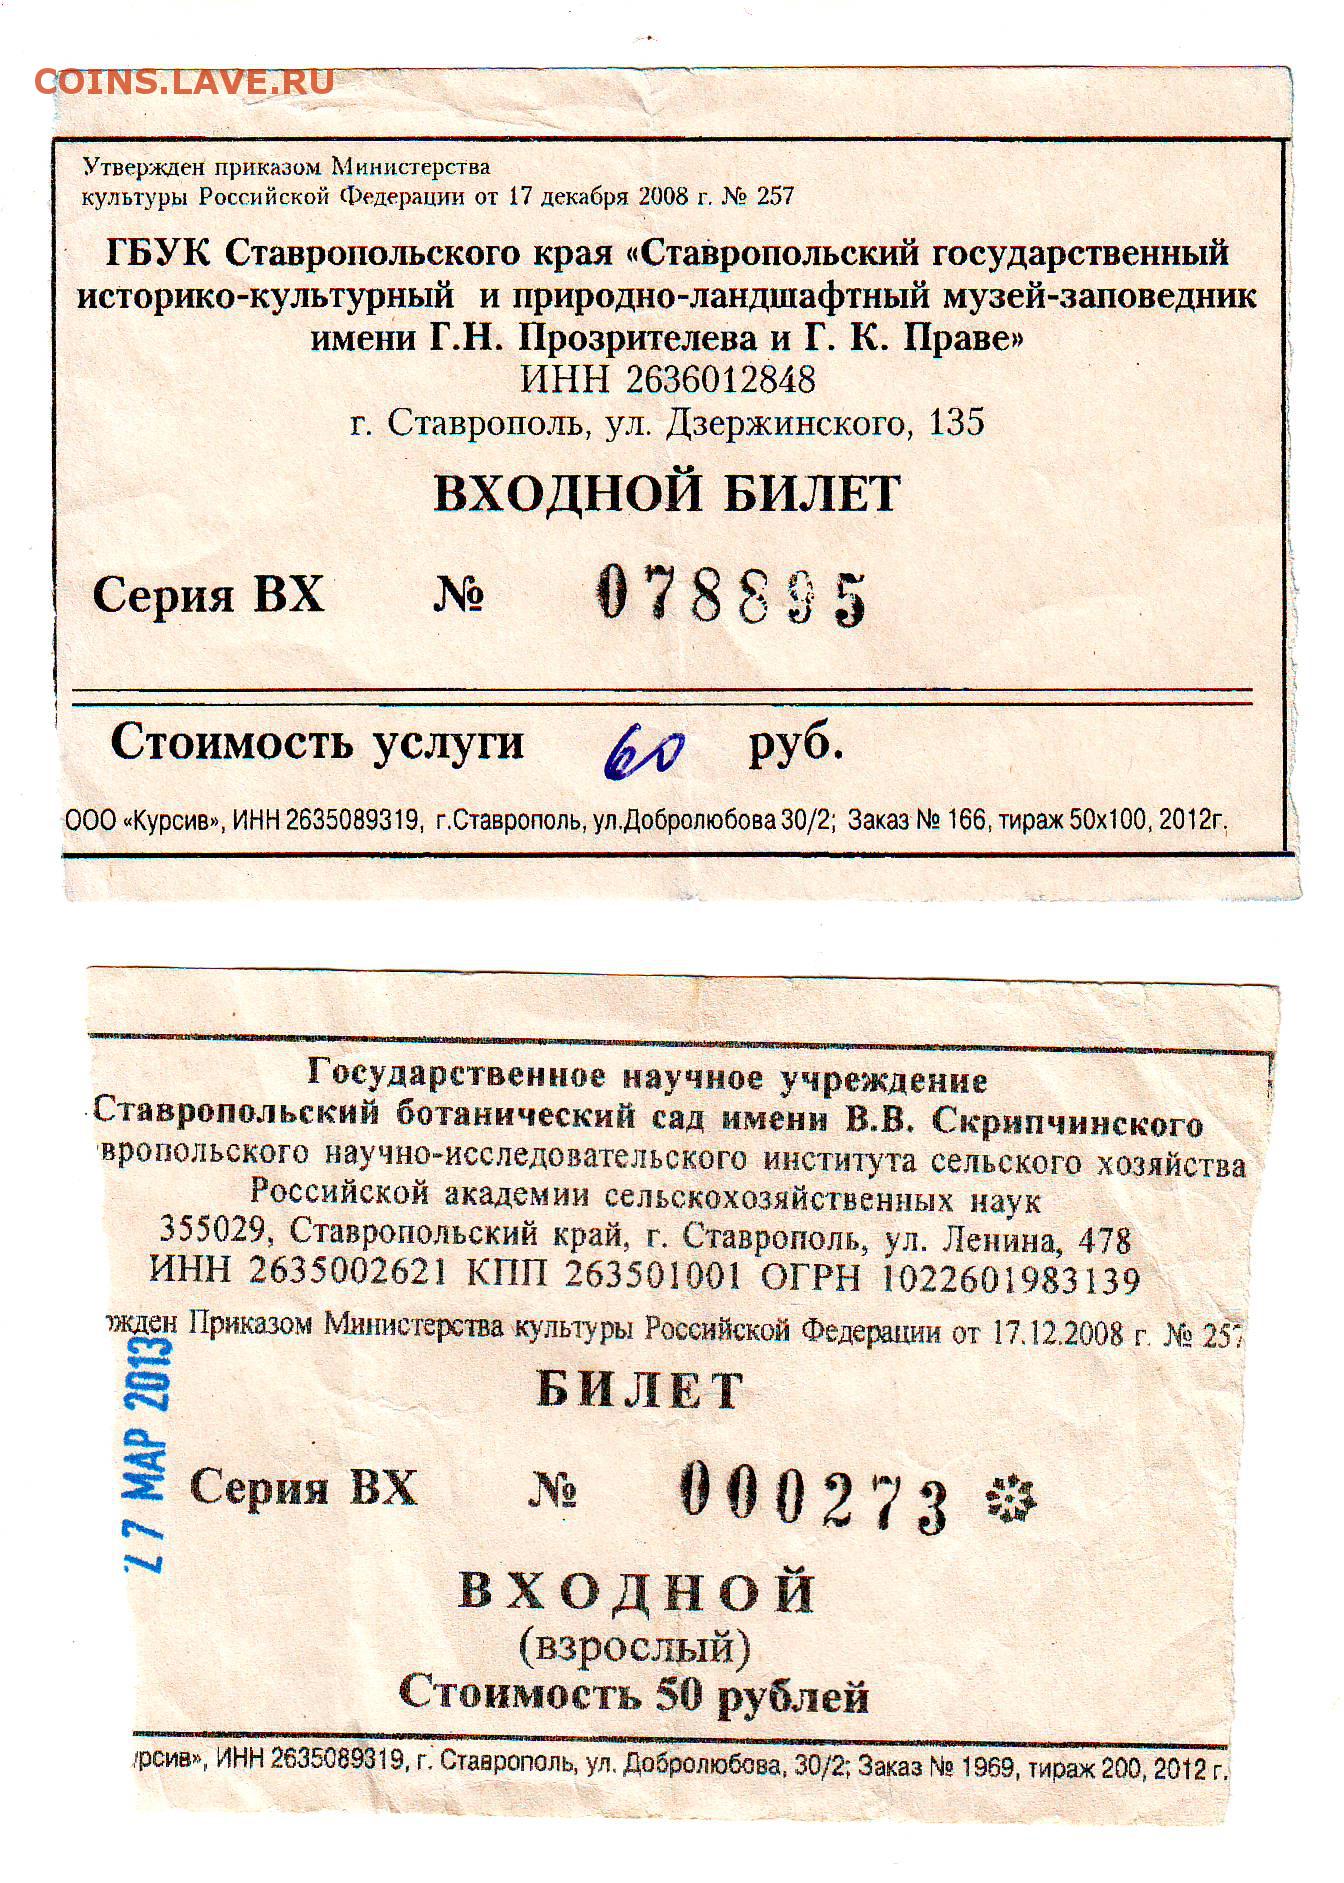 COINS.LAVE.RU
Утвержден приказом Министерства
культуры Российской Федерации от 17 декабря 2008 г. № 257
ГБУК Ставропольского края «Ставропольский государственный
историко-культурный и природно-ландшафтный музей-заповедник
имени Г.Н. Прозрителева и Г. К. Праве»
ИНН 2636012848
г. Ставрополь, ул. Дзержинского, 135
ВХОДНОЙ БИЛЕТ
Серия ВХ № 078895
Стоимость услуги 60 руб.
ООО «Курсив», ИНН 2635089319, г.Ставрополь, ул.Добролюбова 30/2; Заказ № 166, тираж 50х100, 2012г.
Государственное научное учреждение
Ставропольский ботанический сад имени В.В. Скрипчинского
вропольского научно-исследовательского института сельского хозяйства
Российской академии сельскохозяйственных наук
355029, Ставропольский край, г. Ставрополь, ул. Ленина, 478
ИНН 2635002621 КПП 263501001 ОГРН 1022601983139
жден Приказом Министерства культуры Российской Федерации от 17.12.2008 г. № 257
27 МАР 2013
БИЛЕТ
Серия ВХ № 000273
ВХОДНОЙ
(взрослый)
Стоимость 50 рублей
рсив», ИНН 2635089319, г. Ставрополь, ул. Добролюбова, 30/2; Заказ № 1969, тираж 200, 2012 г.